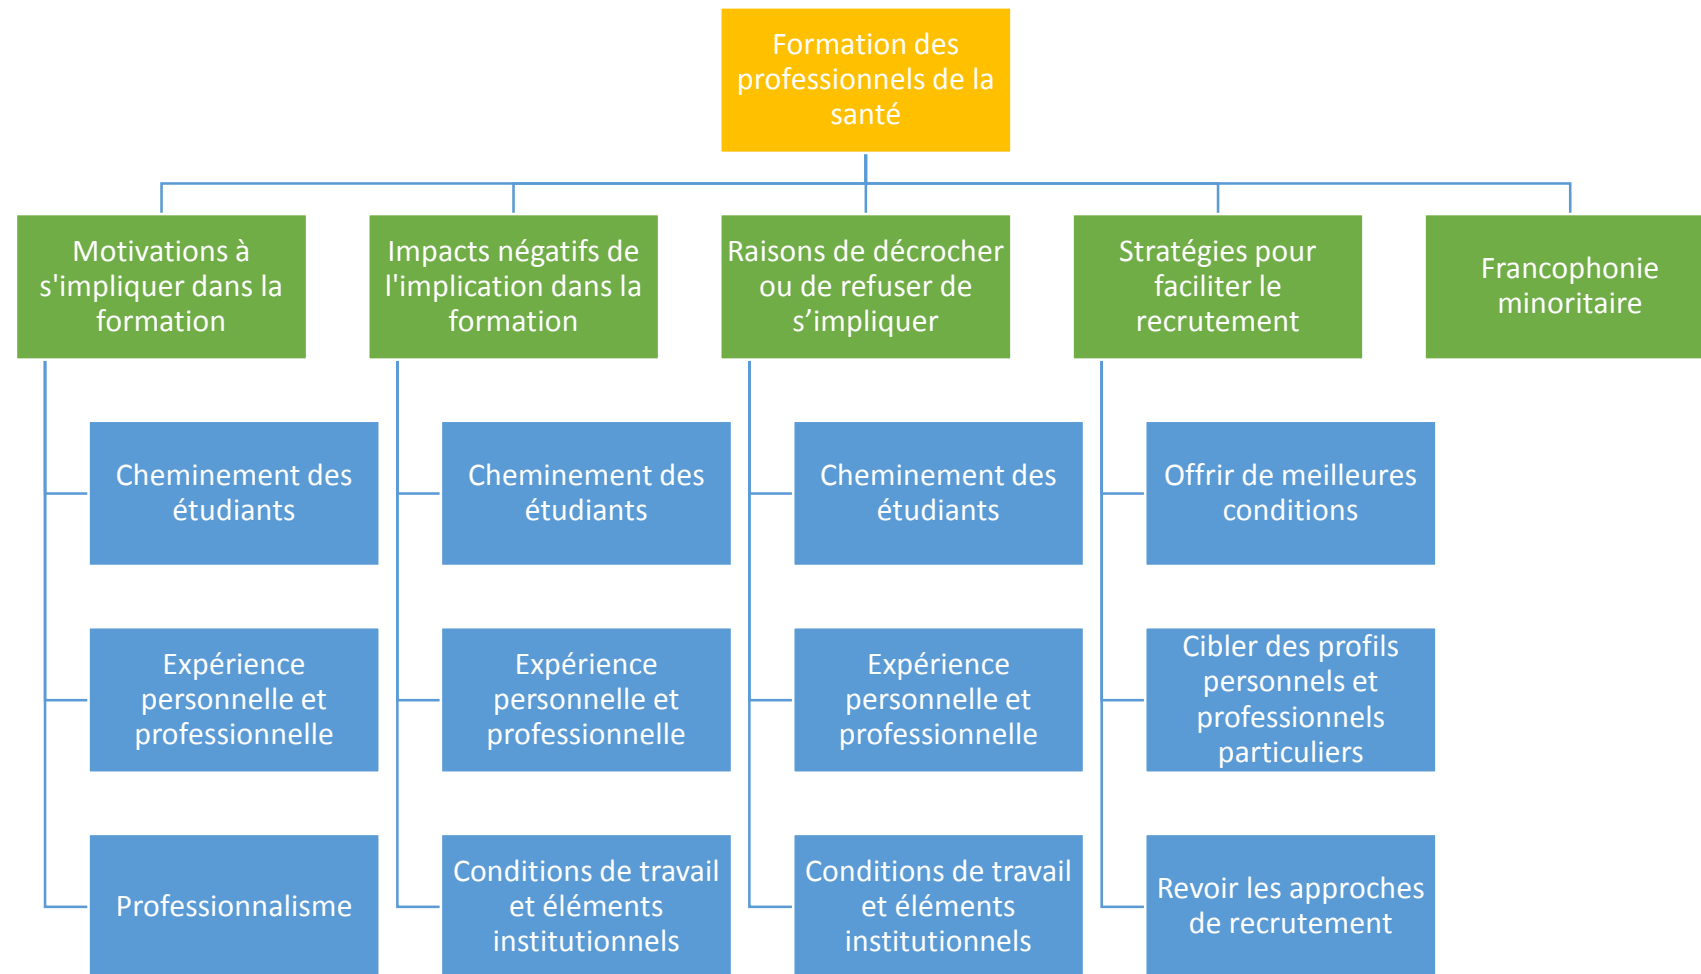 Formation des
professionnels de la
santé
Motivations à
s'impliquer dans la
formation
Impacts négatifs de
l'implication dans la
formation
Raisons de décrocher
ou de refuser de
s’impliquer
Stratégies pour
faciliter le
recrutement
Francophonie
minoritaire
Cheminement des
étudiants
Cheminement des
étudiants
Cheminement des
étudiants
Offrir de meilleures
conditions
Expérience
personnelle et
professionnelle
Expérience
personnelle et
professionnelle
Expérience
personnelle et
professionnelle
Cibler des profils
personnels et
professionnels
particuliers
Professionnalisme
Conditions de travail
et éléments
institutionnels
Conditions de travail
et éléments
institutionnels
Revoir les approches
de recrutement